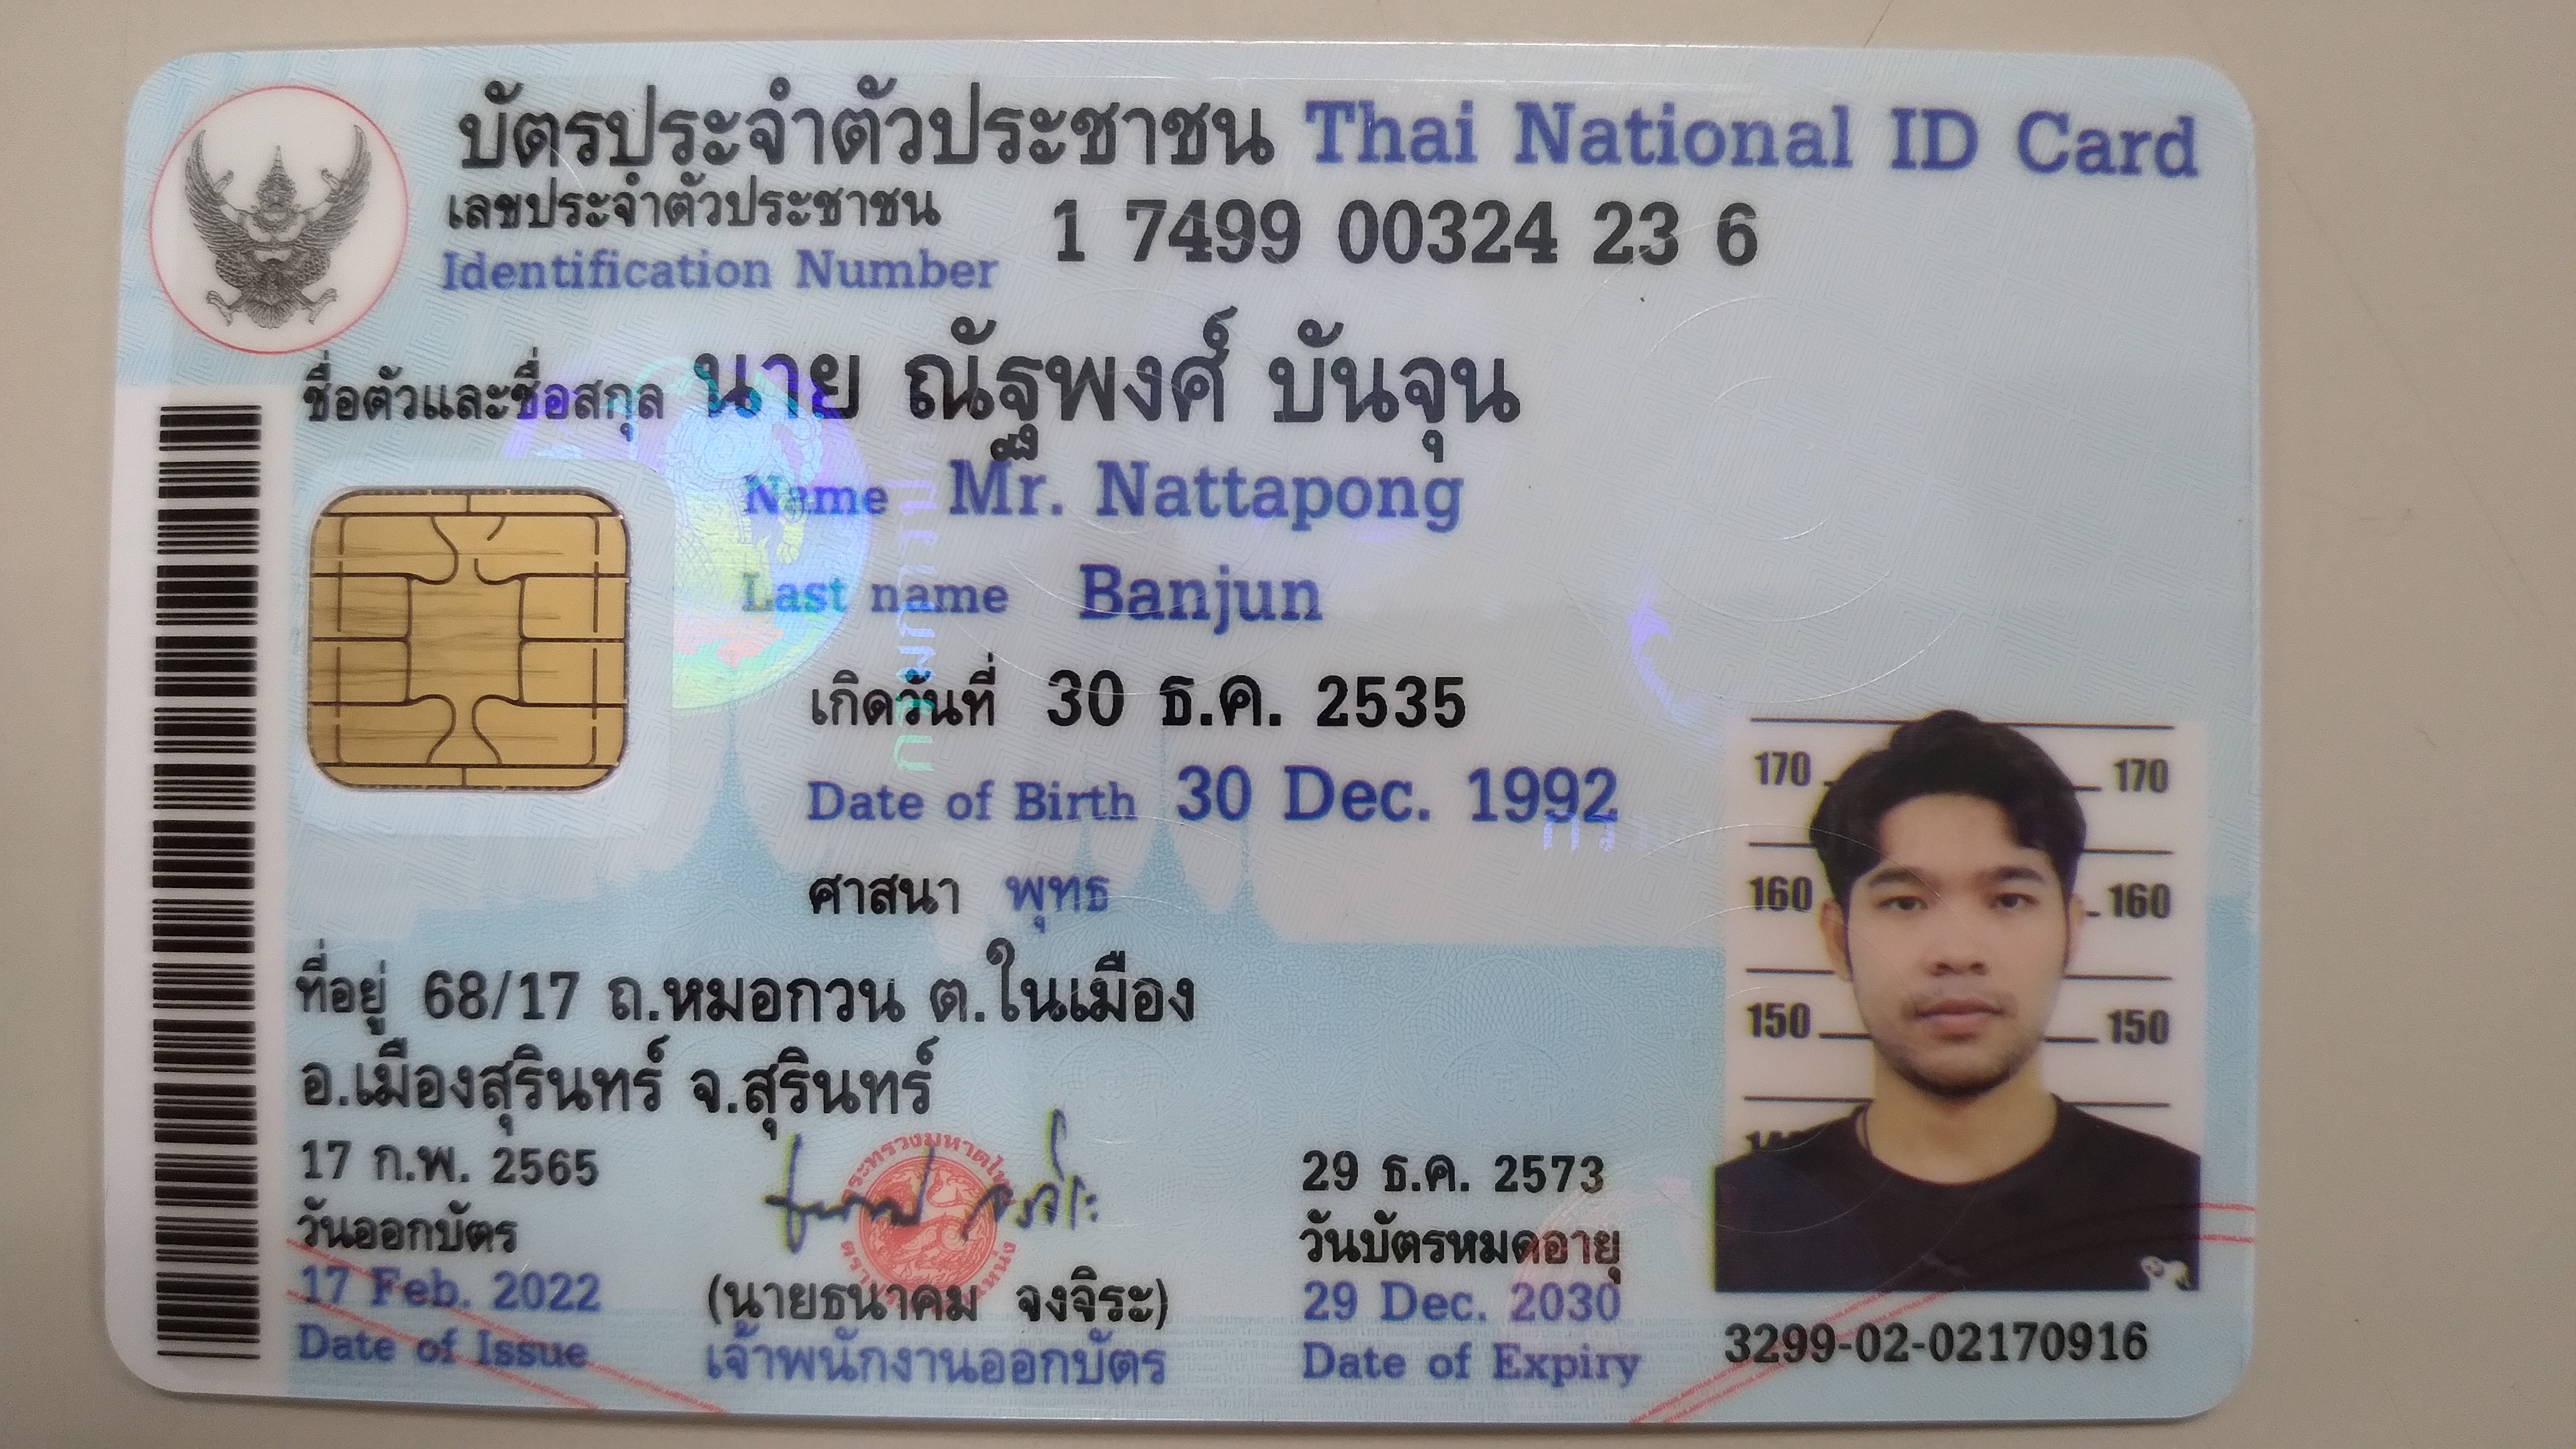 บัตรประจำตัวประชาชน Thai National ID Card
เลขประจำตัวประชาชน 1 7499 00324 23 6
Identification Number
ชื่อตัวและชื่อสกุล นาย ณัฐพงศ์ บันจุน
Name Mr. Nattapong
Last name Banjun
เกิดวันที่ 30 ธ.ค. 2535
Date of Birth 30 Dec. 1992
ศาสนา พุทธ
ที่อยู่ 68/17 ถ.หมอกวน ต.ในเมือง
อ.เมืองสุรินทร์ จ.สุรินทร์
17 ก.พ. 2565
วันออกบัตร
17 Feb. 2022
Date of Issue
(นายธนาคม จงจิระ)
เจ้าพนักงานออกบัตร
29 ธ.ค. 2573
วันบัตรหมดอายุ
29 Dec. 2030
Date of Expiry
170 170
160 160
150 150
3299-02-02170916